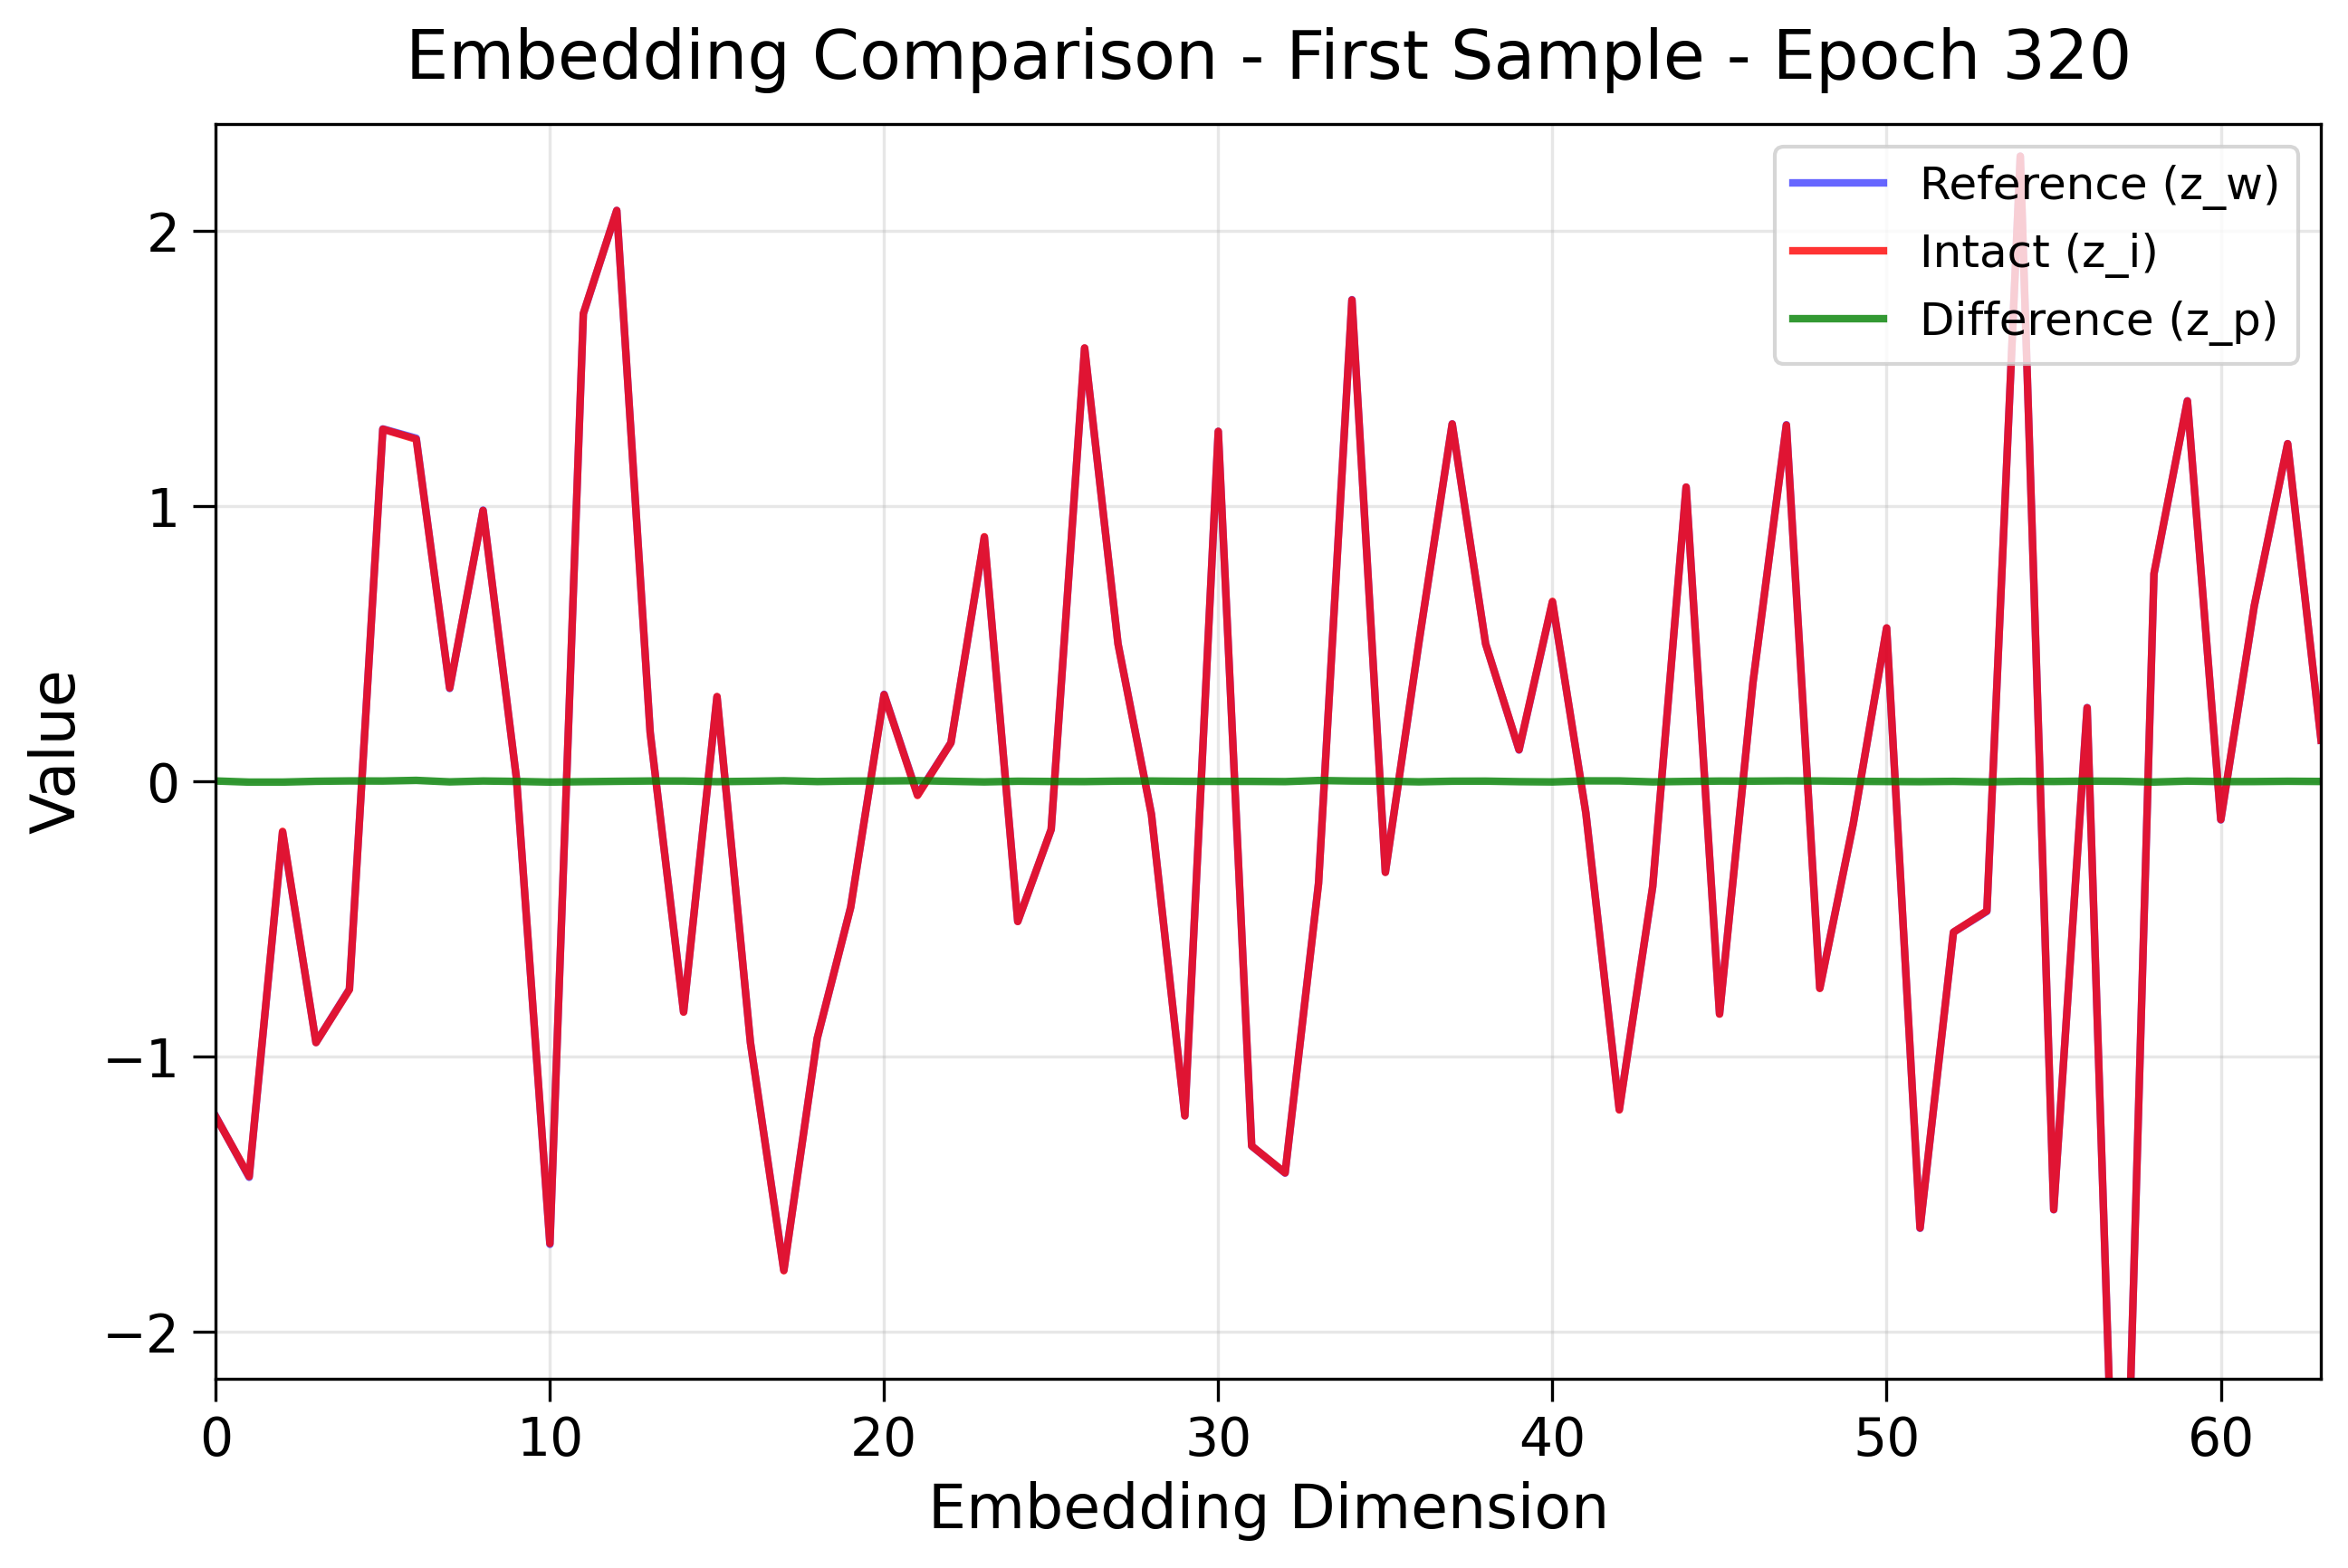 Embedding Comparison - First Sample - Epoch 320
Reference (z_w)
Intact (z_i)
Difference (z_p)
2
1
0
−1
−2
Value
0 10 20 30 40 50 60
Embedding Dimension